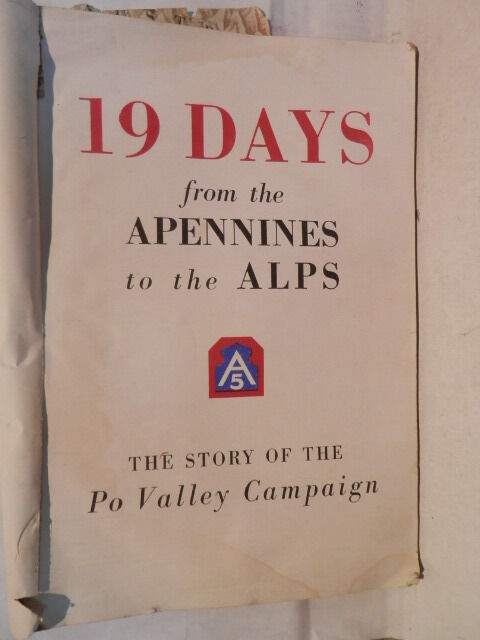 19 DAYS
from the
APENNINES
to the ALPS
A
5
THE STORY OF THE
Po Valley Campaign